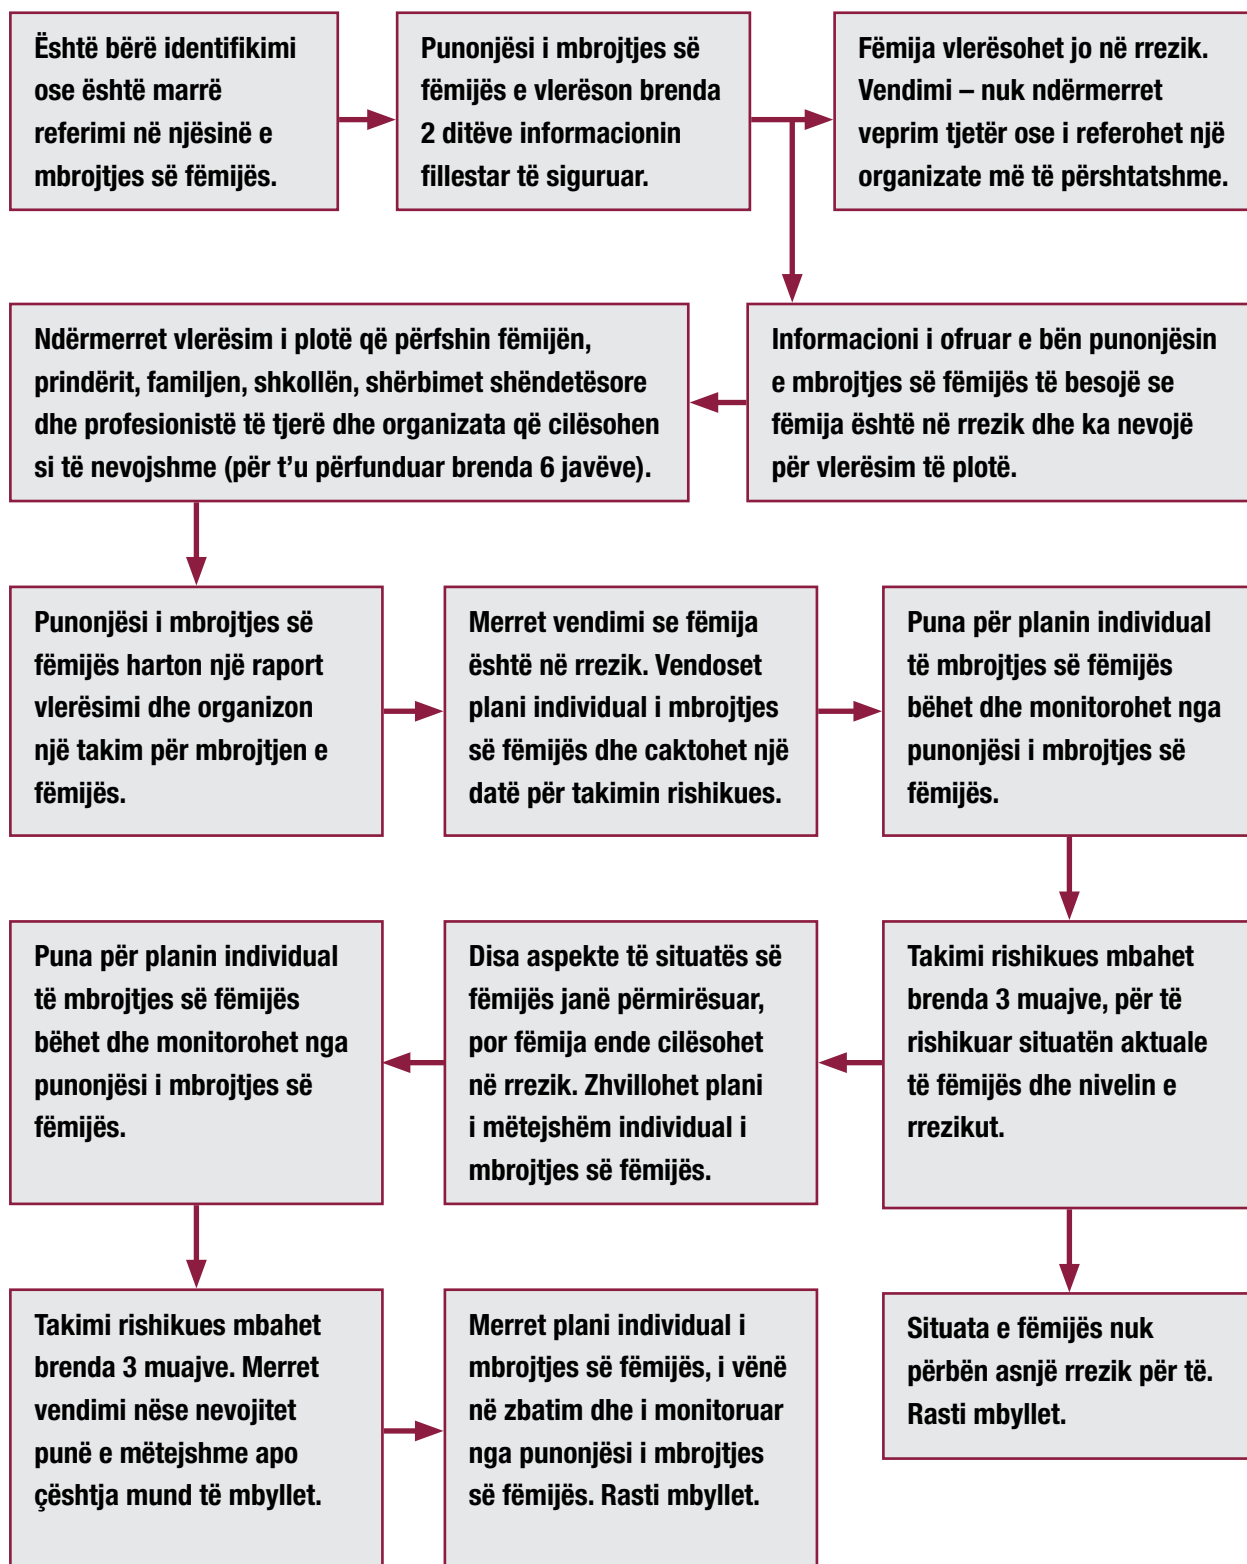 Është bërë identifikimi
ose është marrë
referimi në njësinë e
mbrojtjes së fëmijës.
Punonjësi i mbrojtjes së
fëmijës e vlerëson brenda
2 ditëve informacionin
fillestar të siguruar.
Fëmija vlerësohet jo në rrezik.
Vendimi – nuk ndërmerret
veprim tjetër ose i referohet një
organizate më të përshtatshme.
Ndërmerret vlerësim i plotë që përfshin fëmijën,
prindërit, familjen, shkollën, shërbimet shëndetësore
dhe profesionistë të tjerë dhe organizata që cilësohen
si të nevojshme (për t’u përfunduar brenda 6 javëve).
Informacioni i ofruar e bën punonjësin
e mbrojtjes së fëmijës të besojë se
fëmija është në rrezik dhe ka nevojë
për vlerësim të plotë.
Punonjësi i mbrojtjes së
fëmijës harton një raport
vlerësimi dhe organizon
një takim për mbrojtjen e
fëmijës.
Merret vendimi se fëmija
është në rrezik. Vendoset
plani individual i mbrojtjes
së fëmijës dhe caktohet një
datë për takimin rishikues.
Puna për planin individual
të mbrojtjes së fëmijës
bëhet dhe monitorohet nga
punonjësi i mbrojtjes së
fëmijës.
Puna për planin individual
të mbrojtjes së fëmijës
bëhet dhe monitorohet nga
punonjësi i mbrojtjes së
fëmijës.
Disa aspekte të situatës së
fëmijës janë përmirësuar,
por fëmija ende cilësohet
në rrezik. Zhvillohet plani
i mëtejshëm individual i
mbrojtjes së fëmijës.
Takimi rishikues mbahet
brenda 3 muajve, për të
rishikuar situatën aktuale
të fëmijës dhe nivelin e
rrezikut.
Takimi rishikues mbahet
brenda 3 muajve. Merret
vendimi nëse nevojitet
punë e mëtejshme apo
çështja mund të mbyllet.
Merret plani individual i
mbrojtjes së fëmijës, i vënë
në zbatim dhe i monitoruar
nga punonjësi i mbrojtjes
së fëmijës. Rasti mbyllet.
Situata e fëmijës nuk
përbën asnjë rrezik për të.
Rasti mbyllet.